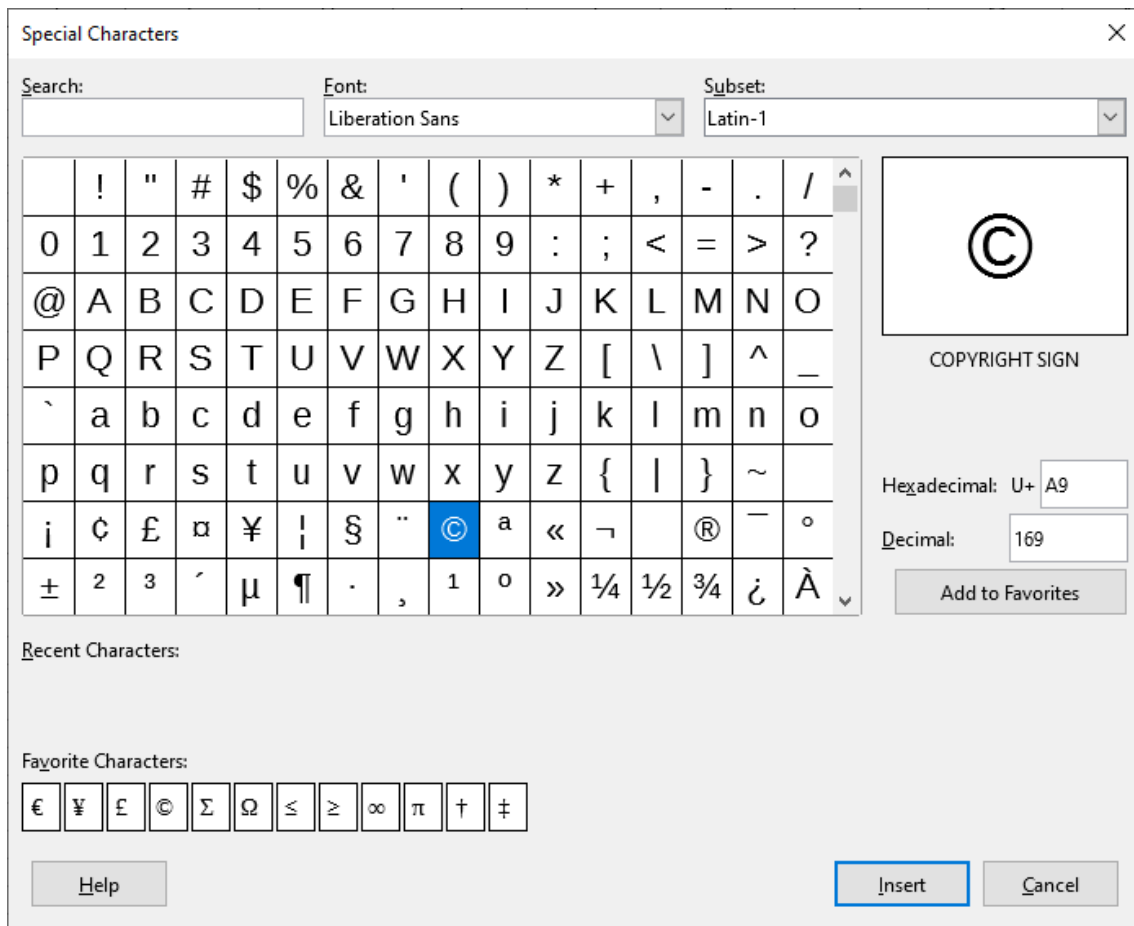 Special Characters
Search: Font: Subset:
Liberation Sans Latin-1
! " # $ % & ' ( ) * + , - . /
0 1 2 3 4 5 6 7 8 9 : ; < = > ?
@ A B C D E F G H I J K L M N O
P Q R S T U V W X Y Z [ \ ] ^ _
` a b c d e f g h i j k l m n o
p q r s t u v w x y z { | } ~
¡ ¢ £ ¤ ¥ ¦ § ¨ © ª « ¬ ® ¯ °
± ² ³ ´ µ ¶ · ¸ ¹ º » ¼ ½ ¾ ¿ À
©
COPYRIGHT SIGN
Hexadecimal: U+ A9
Decimal: 169
Add to Favorites
Recent Characters:
Favorite Characters:
€ ¥ £ © Σ Ω ≤ ≥ ∞ π † ‡
Help Insert Cancel